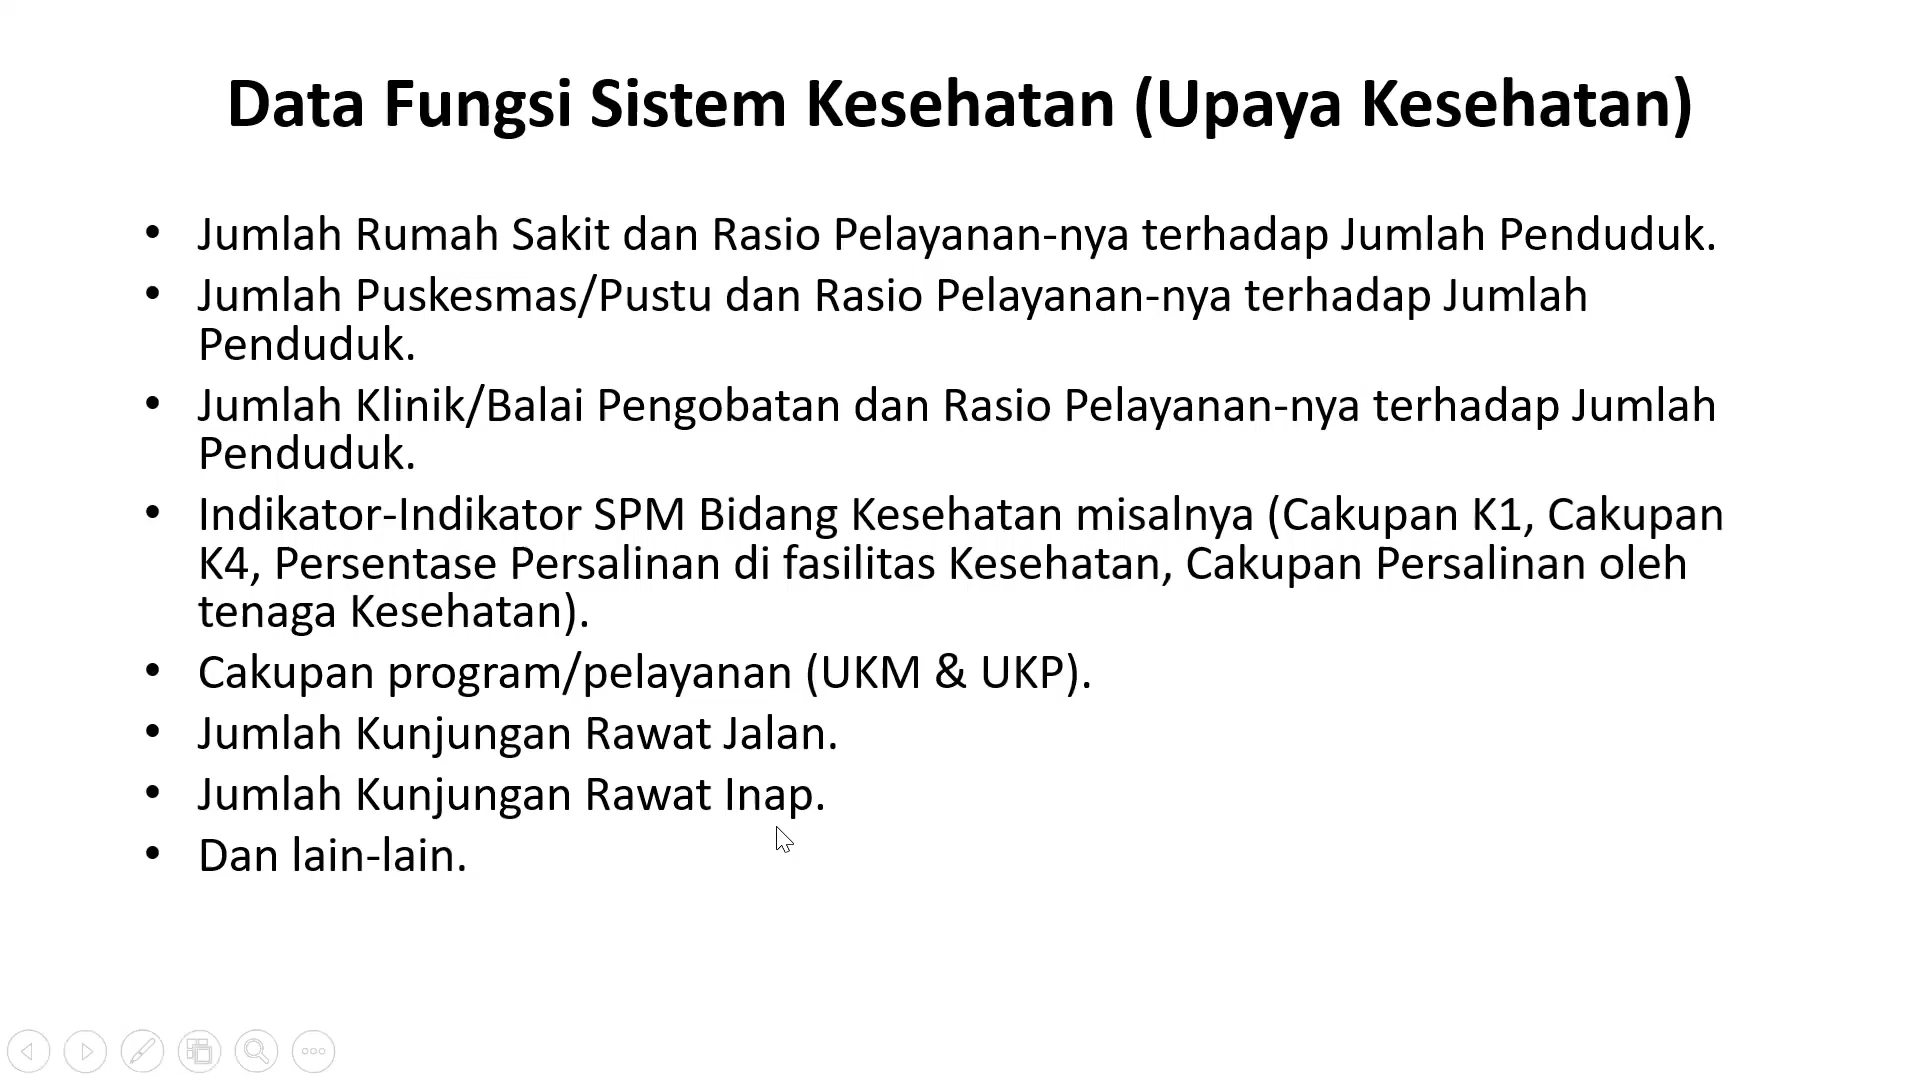 Data Fungsi Sistem Kesehatan (Upaya Kesehatan)
• Jumlah Rumah Sakit dan Rasio Pelayanan-nya terhadap Jumlah Penduduk.
• Jumlah Puskesmas/Pustu dan Rasio Pelayanan-nya terhadap Jumlah
Penduduk.
• Jumlah Klinik/Balai Pengobatan dan Rasio Pelayanan-nya terhadap Jumlah
Penduduk.
• Indikator-Indikator SPM Bidang Kesehatan misalnya (Cakupan K1, Cakupan
K4, Persentase Persalinan di fasilitas Kesehatan, Cakupan Persalinan oleh
tenaga Kesehatan).
• Cakupan program/pelayanan (UKM & UKP).
• Jumlah Kunjungan Rawat Jalan.
• Jumlah Kunjungan Rawat Inap.
• Dan lain-lain.